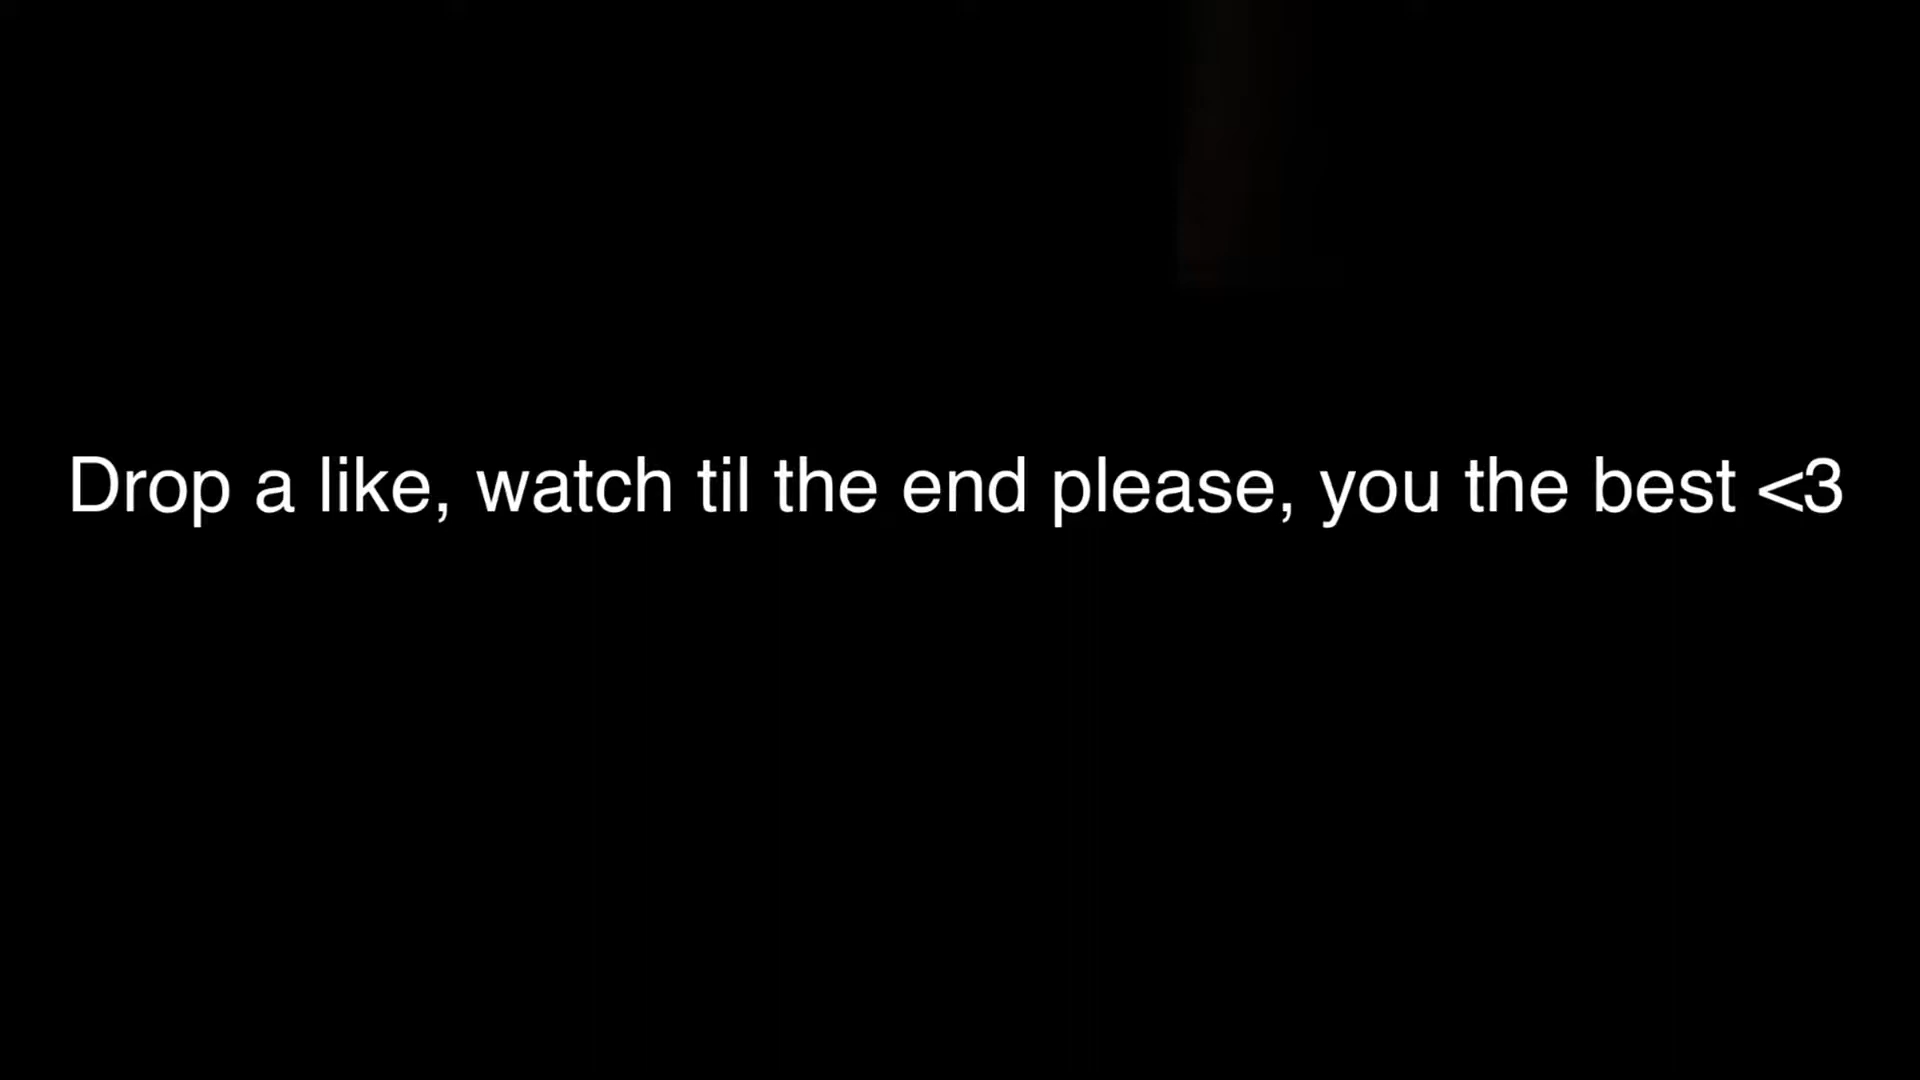 Drop a like, watch til the end please, you the best <3